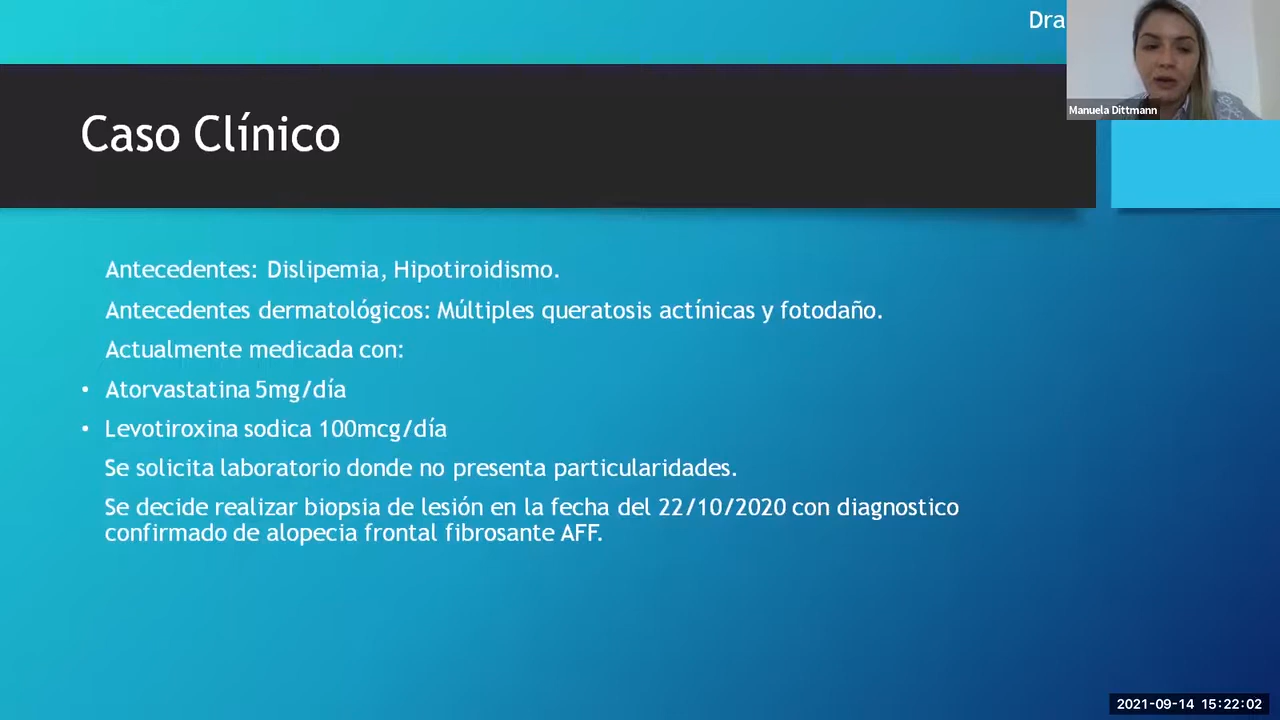 Dra
Manuela Dittmann
Caso Clínico
Antecedentes: Dislipemia, Hipotiroidismo.
Antecedentes dermatológicos: Múltiples queratosis actínicas y fotodaño.
Actualmente medicada con:
• Atorvastatina 5mg/día
• Levotiroxina sodica 100mcg/día
Se solicita laboratorio donde no presenta particularidades.
Se decide realizar biopsia de lesión en la fecha del 22/10/2020 con diagnostico
confirmado de alopecia frontal fibrosante AFF.
2021-09-14 15:22:02